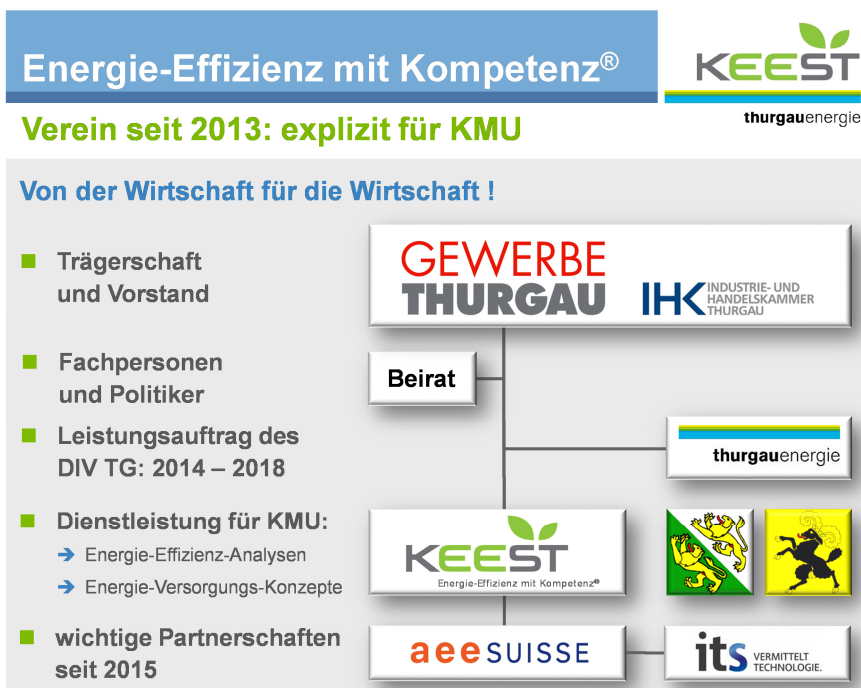 Energie-Effizienz mit Kompetenz®
KEEST
thurgauenergie
Verein seit 2013: explizit für KMU
Von der Wirtschaft für die Wirtschaft !
Trägerschaft
und Vorstand
GEWERBE
THURGAU
IHK INDUSTRIE- UND
HANDELSKAMMER
THURGAU
Fachpersonen
und Politiker
Beirat
Leistungsauftrag des
DIV TG: 2014 – 2018
thurgauenergie
Dienstleistung für KMU:
➔ Energie-Effizienz-Analysen
➔ Energie-Versorgungs-Konzepte
KEEST
Energie-Effizienz mit Kompetenz®
wichtige Partnerschaften
seit 2015
aee SUISSE
its VERMITTELT
TECHNOLOGIE.